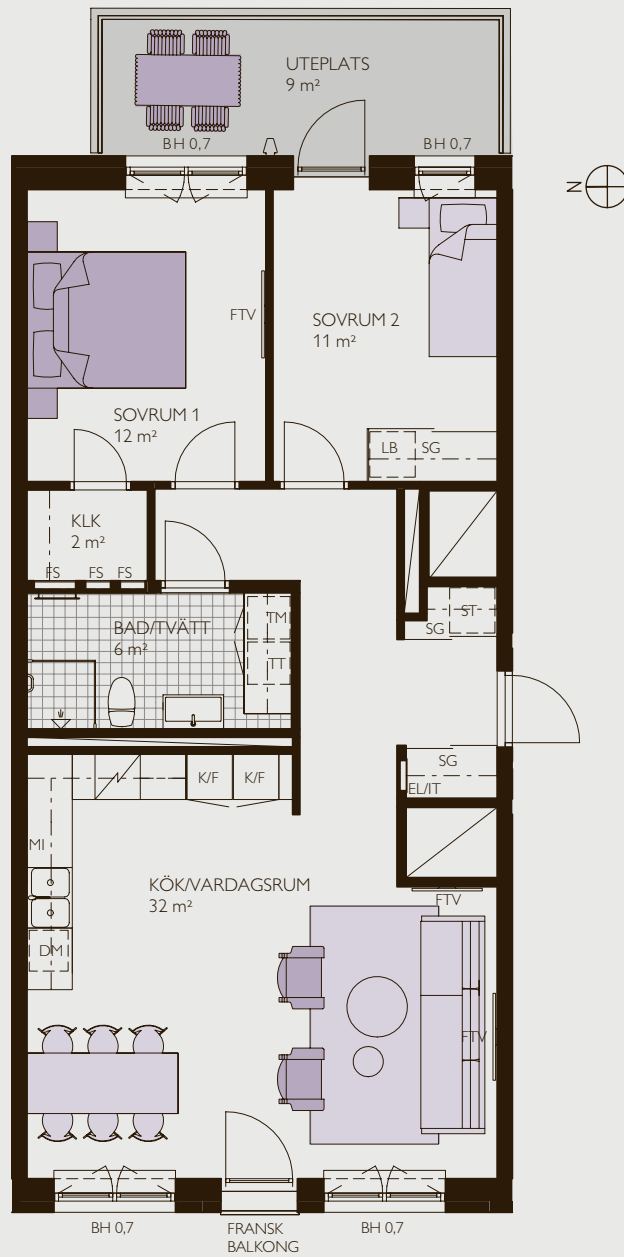 UTEPLATS
9 m²
BH 0,7
BH 0,7
N
FTV
SOVRUM 2
11 m²
SOVRUM 1
12 m²
LB
SG
KLK
2 m²
FS
FS
FS
BAD/TVÄTT
6 m²
TM
TT
ST
SG
SG
EL/IT
K/F
K/F
MI
KÖK/VARDAGSRUM
32 m²
FTV
DM
FTV
BH 0,7
FRANSK
BALKONG
BH 0,7